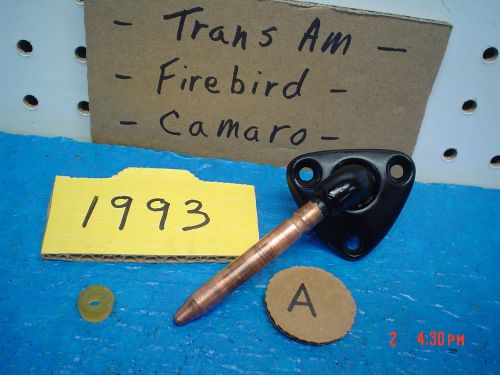 - Trans Am -
- Firebird -
- Camaro -
1993
A
2 4:30 PM